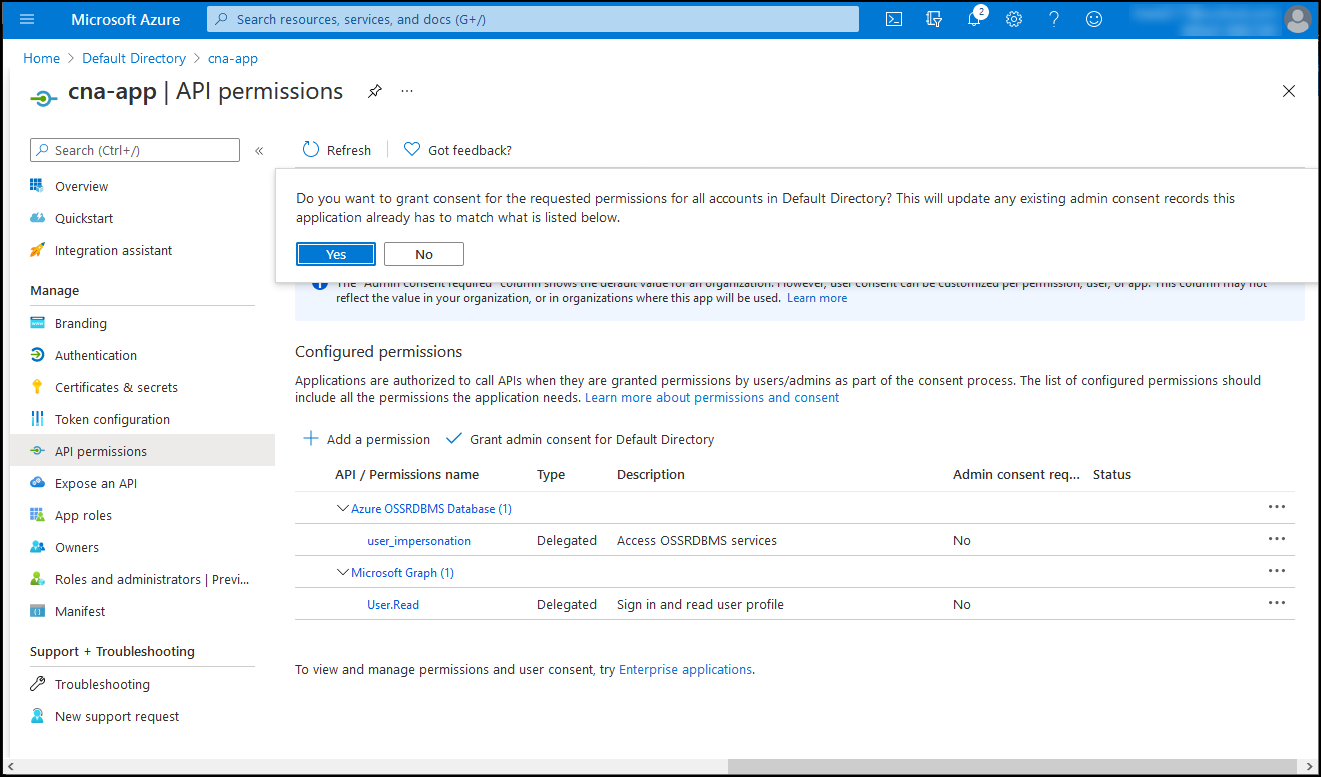 Microsoft Azure
Search resources, services, and docs (G+/)
2
Home > Default Directory > cna-app
cna-app | API permissions
Search (Ctrl+/)
«
Refresh
Got feedback?
Overview
Quickstart
Integration assistant
Manage
Branding
Authentication
Certificates & secrets
Token configuration
API permissions
Expose an API
App roles
Owners
Roles and administrators | Previ...
Manifest
Support + Troubleshooting
Troubleshooting
New support request
Do you want to grant consent for the requested permissions for all accounts in Default Directory? This will update any existing admin consent records this
application already has to match what is listed below.
Yes
No
The "Admin consent required" column shows the default value for an organization. However, user consent can be customized per permission, user, or app. This column may not
reflect the value in your organization, or in organizations where this app will be used. Learn more
Configured permissions
Applications are authorized to call APIs when they are granted permissions by users/admins as part of the consent process. The list of configured permissions should
include all the permissions the application needs. Learn more about permissions and consent
Add a permission
Grant admin consent for Default Directory
API / Permissions name Type Description Admin consent req... Status
Azure OSSRDBMS Database (1)
user_impersonation Delegated Access OSSRDBMS services No
Microsoft Graph (1)
User.Read Delegated Sign in and read user profile No
To view and manage permissions and user consent, try Enterprise applications.